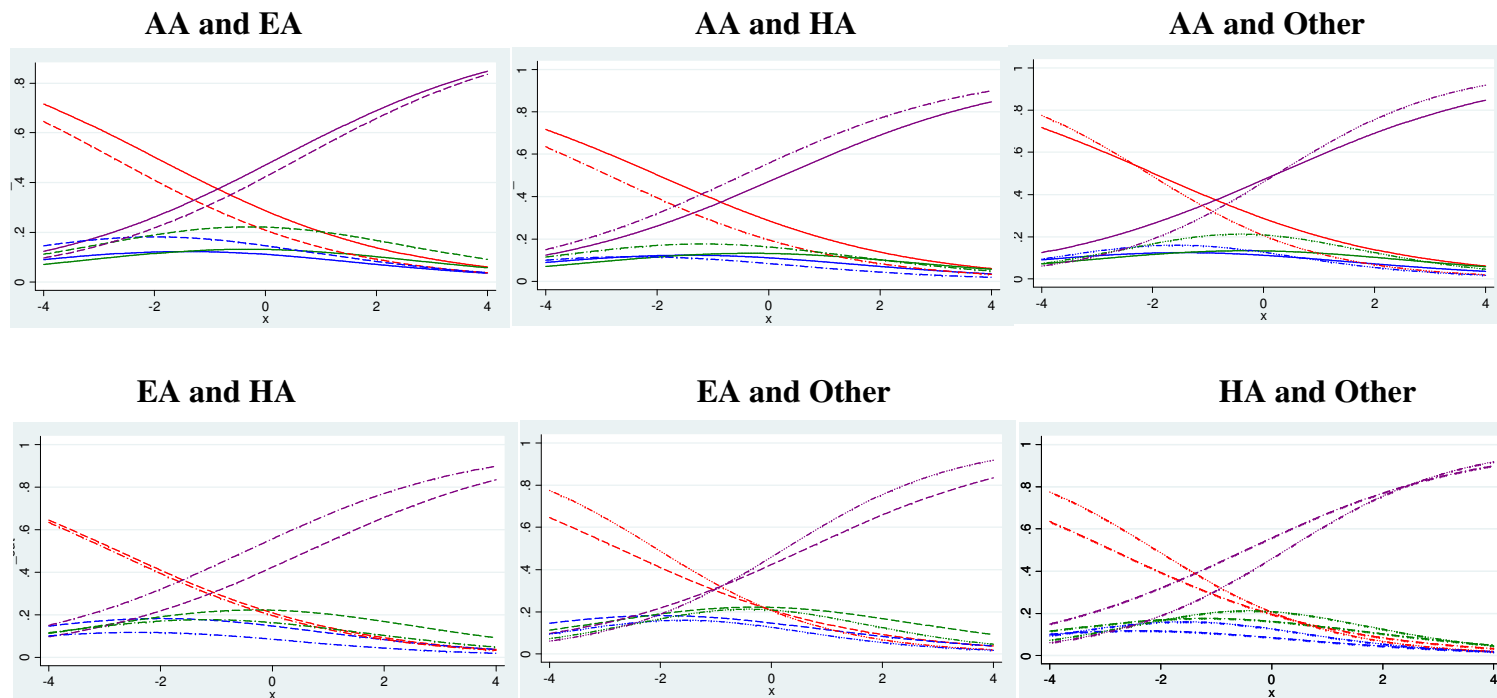 AA and EA
AA and HA
AA and Other
0 .2 .4 .6 .8
-4 -2 0 2 4
x
0 .2 .4 .6 .8 1
-4 -2 0 2 4
x
0 .2 .4 .6 .8 1
-4 -2 0 2 4
x
EA and HA
EA and Other
HA and Other
0 .2 .4 .6 .8 1
-4 -2 0 2 4
x
0 .2 .4 .6 .8 1
-4 -2 0 2 4
x
0 .2 .4 .6 .8 1
-4 -2 0 2 4
x